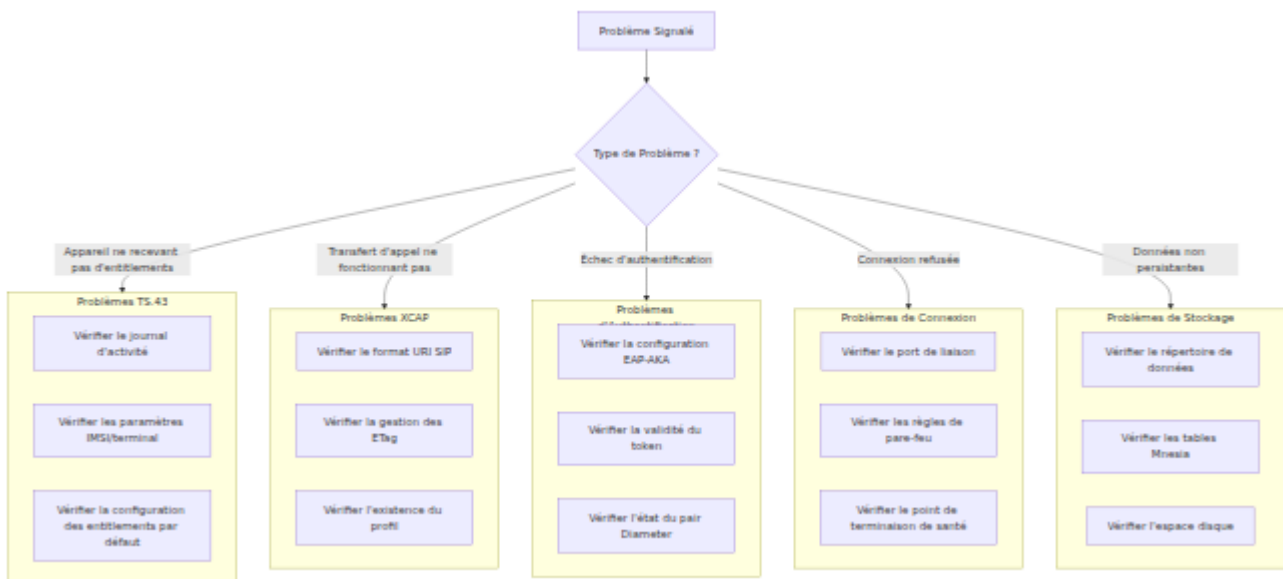 Problème Signalé
Type de Problème ?
Appareil ne recevant
pas d'entitlements
Transfert d'appel ne
fonctionnant pas
Échec d'authentification
Connexion refusée
Données non
persistantes
Problèmes TS.43
Vérifier le journal
d'activité
Vérifier les paramètres
IMSI/terminal
Vérifier la configuration
des entitlements par
défaut
Problèmes XCAP
Vérifier le format URI SIP
Vérifier la gestion des
ETag
Vérifier l'existence du
profil
Problèmes
d'Authentification
Vérifier la configuration
EAP-AKA
Vérifier la validité du
token
Vérifier l'état du pair
Diameter
Problèmes de Connexion
Vérifier le port de liaison
Vérifier les règles de
pare-feu
Vérifier le point de
terminaison de santé
Problèmes de Stockage
Vérifier le répertoire de
données
Vérifier les tables
Mnesia
Vérifier l'espace disque